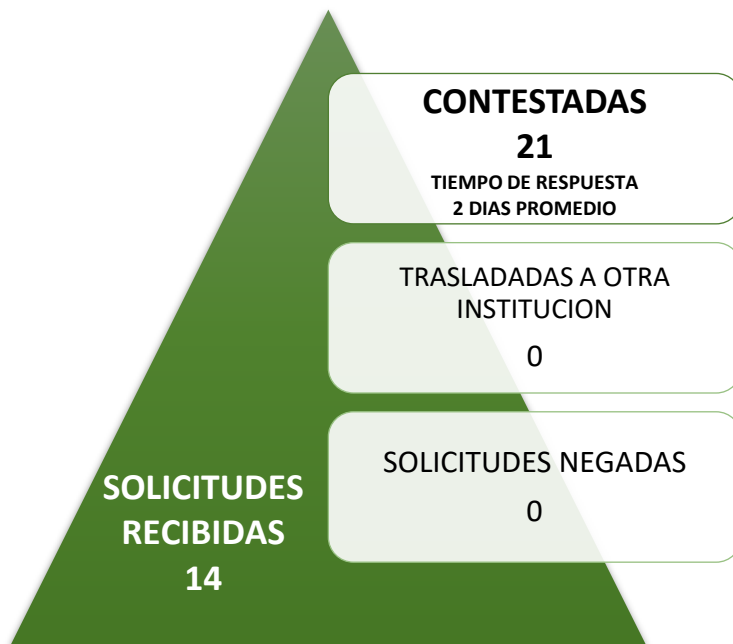 CONTESTADAS
21
TIEMPO DE RESPUESTA
2 DIAS PROMEDIO
TRASLADADAS A OTRA
INSTITUCION
0
SOLICITUDES NEGADAS
0
SOLICITUDES
RECIBIDAS
14